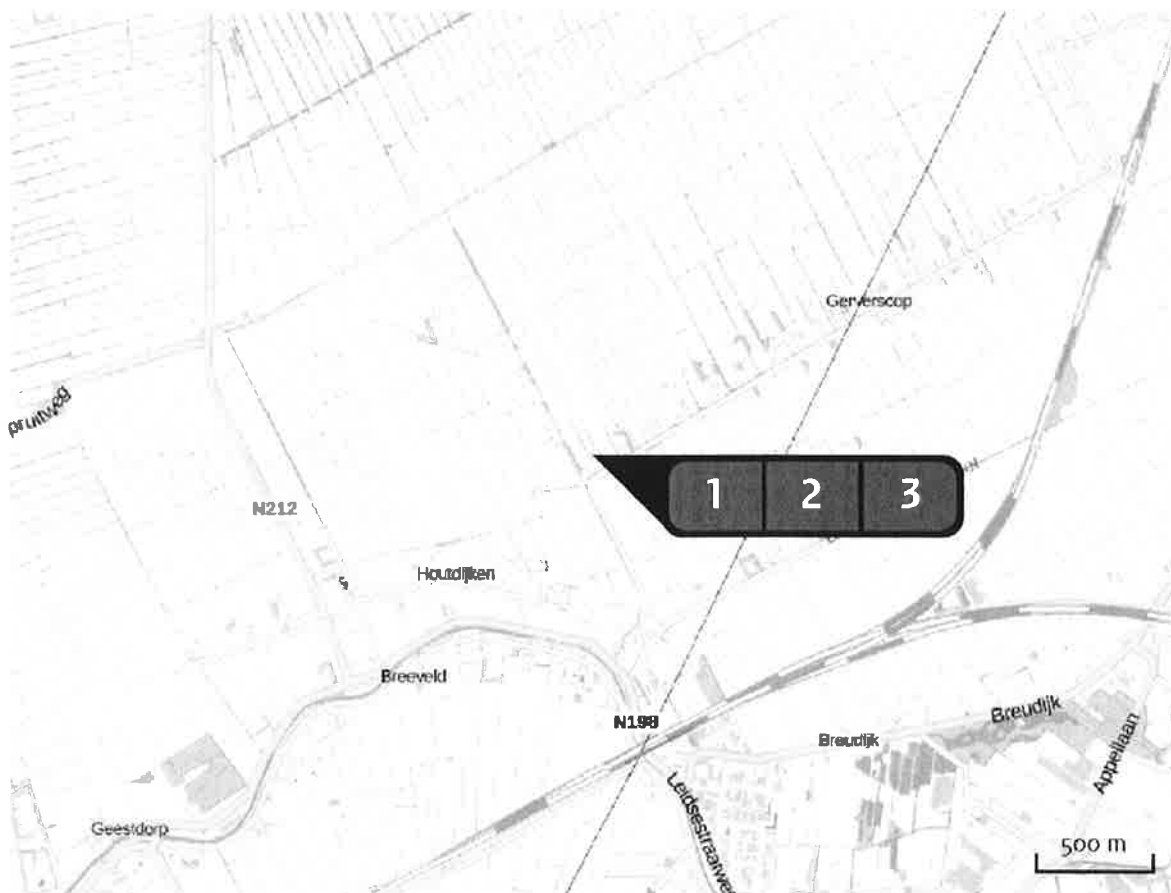 Gerverscop
pruitweg
1 2 3
N212
Houtdijken
Breeveld
N198
Breudijk
Breudijk
Appellaan
Leidsestraatweg
Geestdorp
500 m